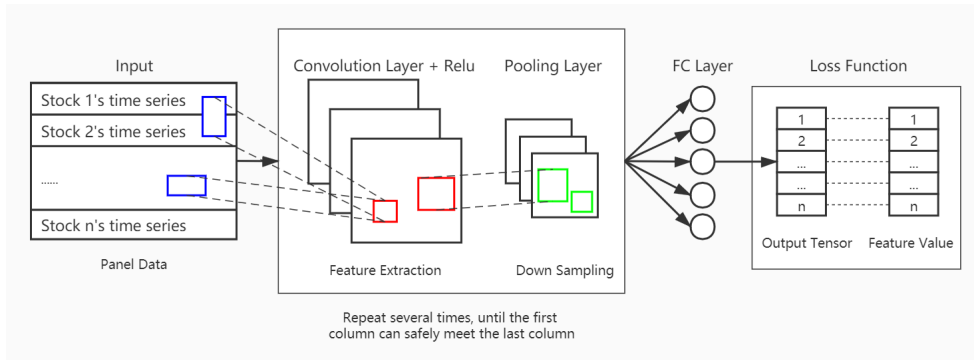 Input
Stock 1's time series
Stock 2's time series
......
Stock n's time series
Panel Data
Convolution Layer + Relu
Pooling Layer
Feature Extraction
Down Sampling
Repeat several times, until the first
column can safely meet the last column
FC Layer
Loss Function
1
2
...
...
n
Output Tensor
1
2
...
...
n
Feature Value